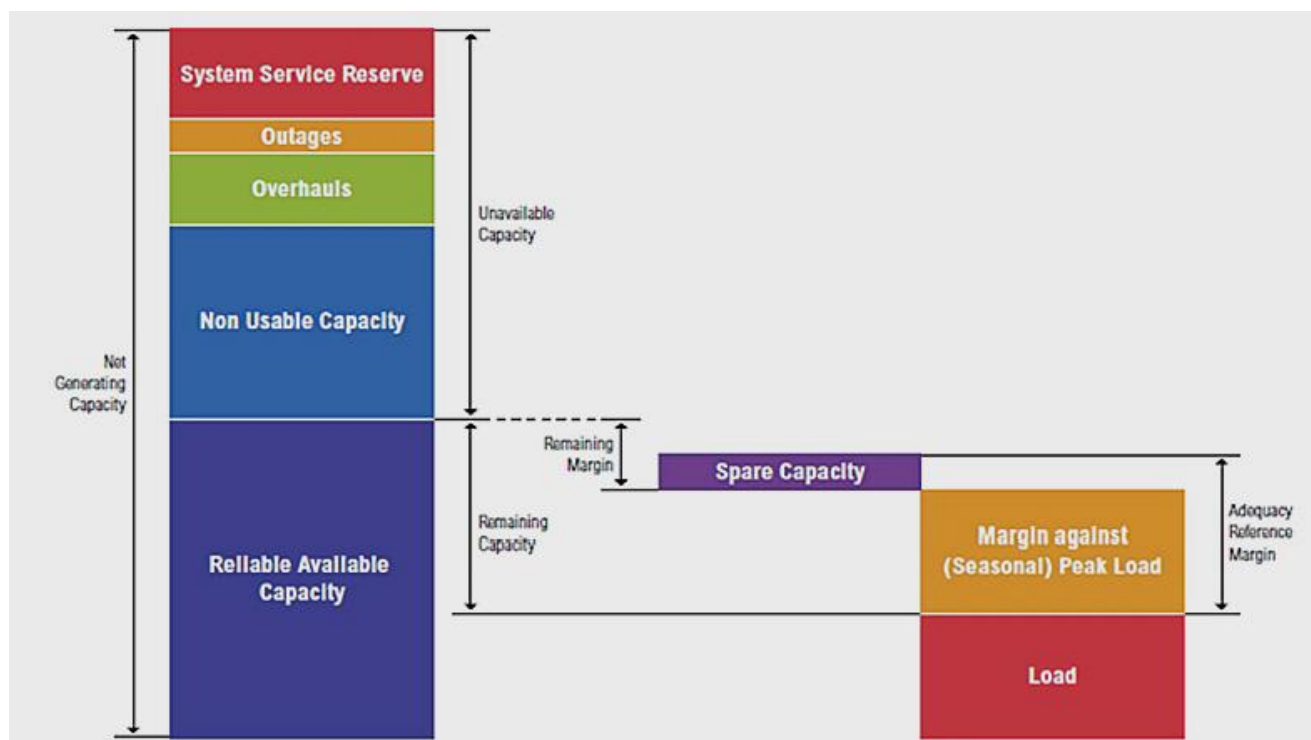 System Service Reserve
Outages
Overhauls
Non Usable Capacity
Reliable Available
Capacity
Net
Generating
Capacity
Unavailable
Capacity
Remaining
Margin
Remaining
Capacity
Spare Capacity
Margin against
(Seasonal) Peak Load
Load
Adequacy
Reference
Margin